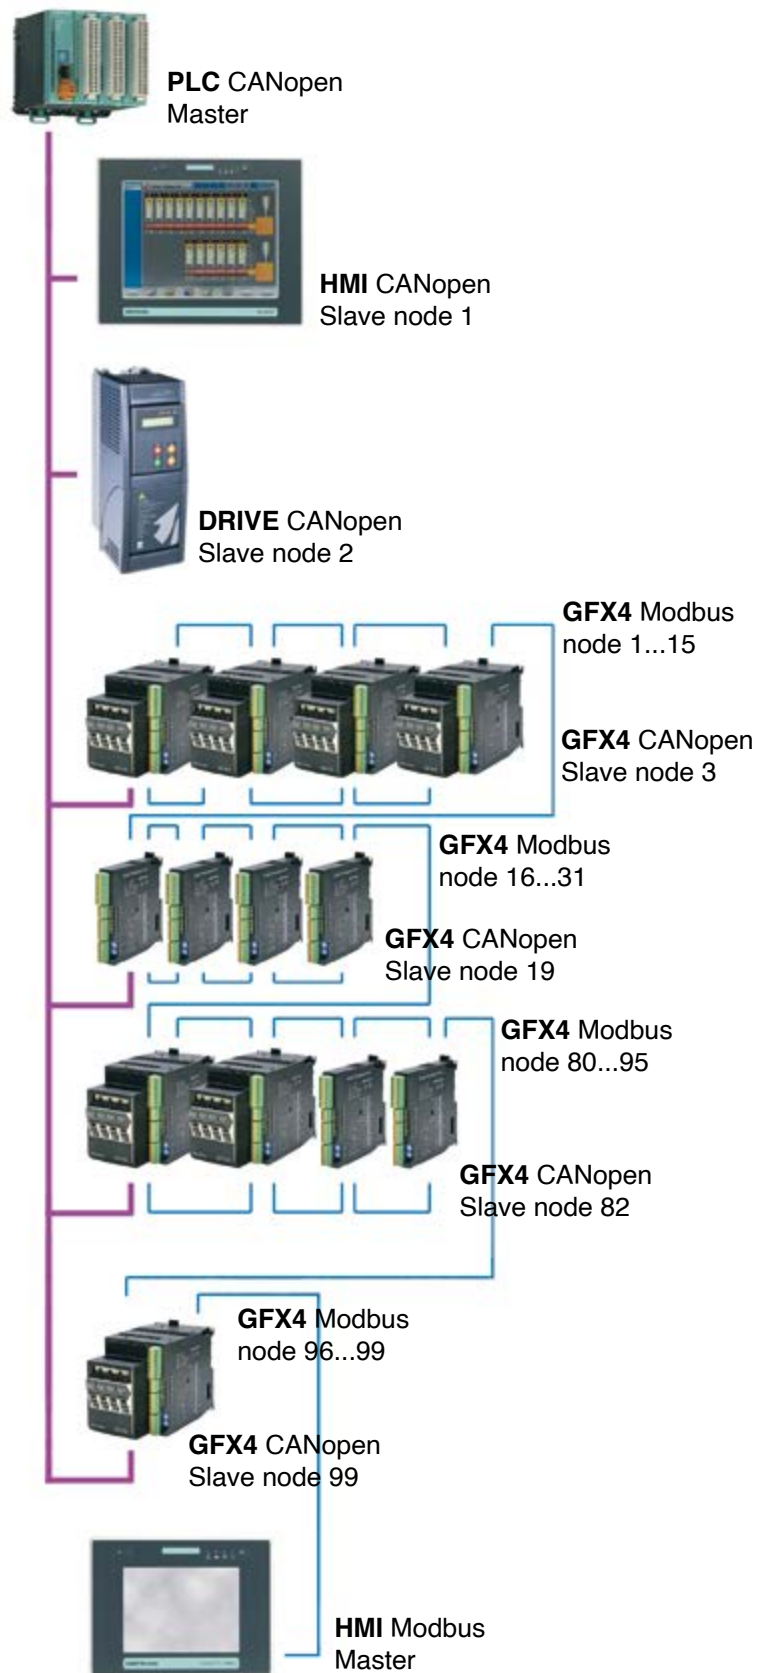 PLC CANopen
Master
HMI CANopen
Slave node 1
DRIVE CANopen
Slave node 2
GFX4 Modbus
node 1...15
GFX4 CANopen
Slave node 3
GFX4 Modbus
node 16...31
GFX4 CANopen
Slave node 19
GFX4 Modbus
node 80...95
GFX4 CANopen
Slave node 82
GFX4 Modbus
node 96...99
GFX4 CANopen
Slave node 99
HMI Modbus
Master